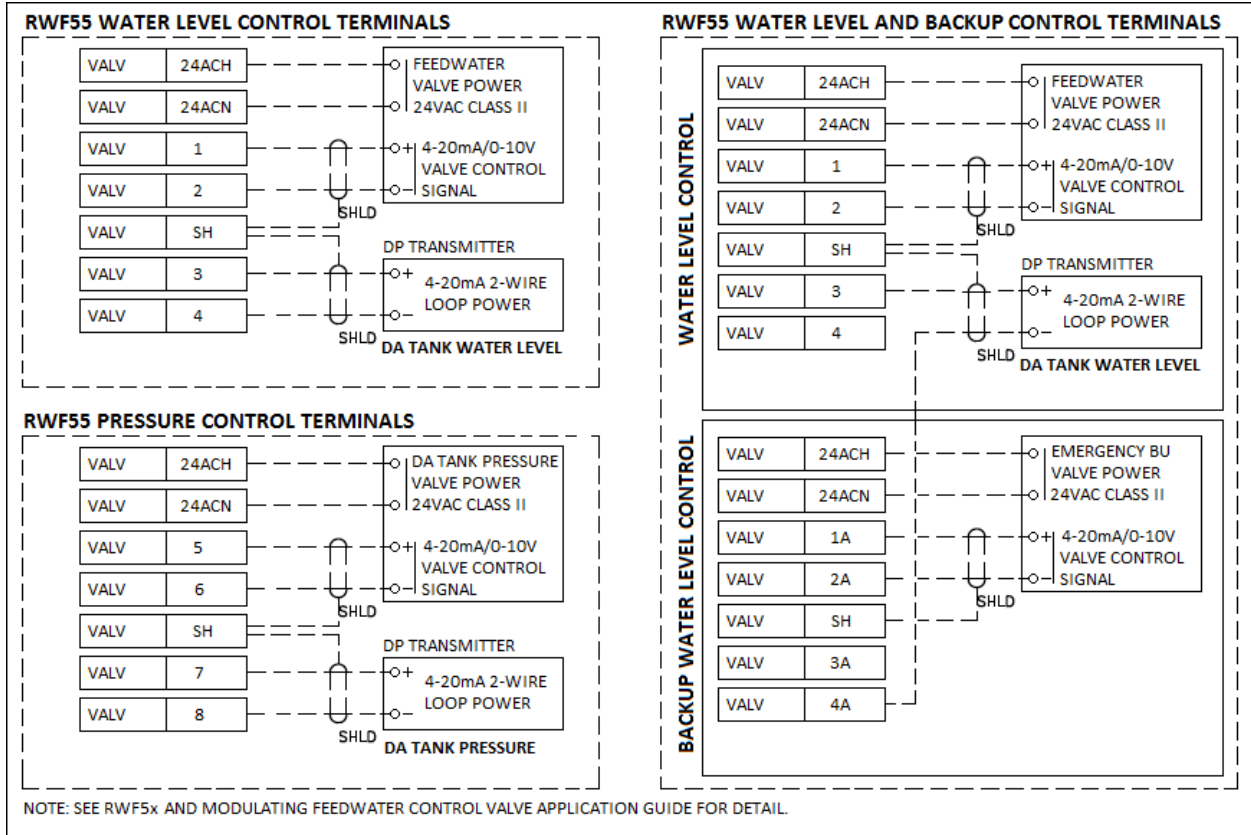 RWF55 WATER LEVEL CONTROL TERMINALS
VALV 24ACH FEEDWATER
VALVE POWER
VALV 24ACN 24VAC CLASS II
VALV 1 + 4-20mA/0-10V
VALVE CONTROL
VALV 2 - SIGNAL
SHLD
VALV SH
DP TRANSMITTER
VALV 3 +
4-20mA 2-WIRE
LOOP POWER
VALV 4 -
SHLD
DA TANK WATER LEVEL
RWF55 PRESSURE CONTROL TERMINALS
VALV 24ACH DA TANK PRESSURE
VALVE POWER
VALV 24ACN 24VAC CLASS II
VALV 5 + 4-20mA/0-10V
VALVE CONTROL
VALV 6 - SIGNAL
SHLD
VALV SH
DP TRANSMITTER
VALV 7 +
4-20mA 2-WIRE
LOOP POWER
VALV 8 -
SHLD
DA TANK PRESSURE
RWF55 WATER LEVEL AND BACKUP CONTROL TERMINALS
WATER LEVEL CONTROL
VALV 24ACH FEEDWATER
VALVE POWER
VALV 24ACN 24VAC CLASS II
VALV 1 + 4-20mA/0-10V
VALVE CONTROL
VALV 2 - SIGNAL
SHLD
VALV SH
DP TRANSMITTER
VALV 3 +
4-20mA 2-WIRE
LOOP POWER
VALV 4 -
SHLD
DA TANK WATER LEVEL
BACKUP WATER LEVEL CONTROL
VALV 24ACH EMERGENCY BU
VALVE POWER
VALV 24ACN 24VAC CLASS II
VALV 1A + 4-20mA/0-10V
VALVE CONTROL
VALV 2A - SIGNAL
SHLD
VALV SH
VALV 3A
VALV 4A
NOTE: SEE RWF5x AND MODULATING FEEDWATER CONTROL VALVE APPLICATION GUIDE FOR DETAIL.